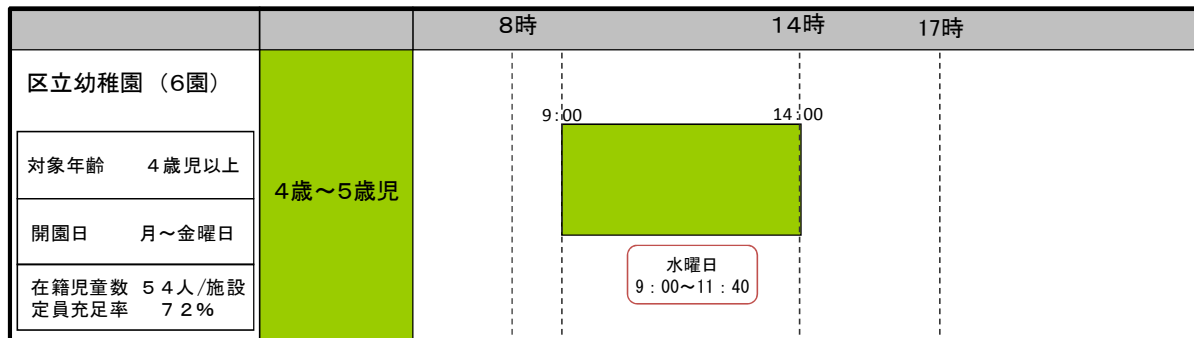 8時 14時 17時
区立幼稚園（6園）
9:00 14:00
対象年齢 4歳児以上
4歳～5歳児
開園日 月～金曜日
水曜日
9：00～11：40
在籍児童数 54人/施設
定員充足率 72%